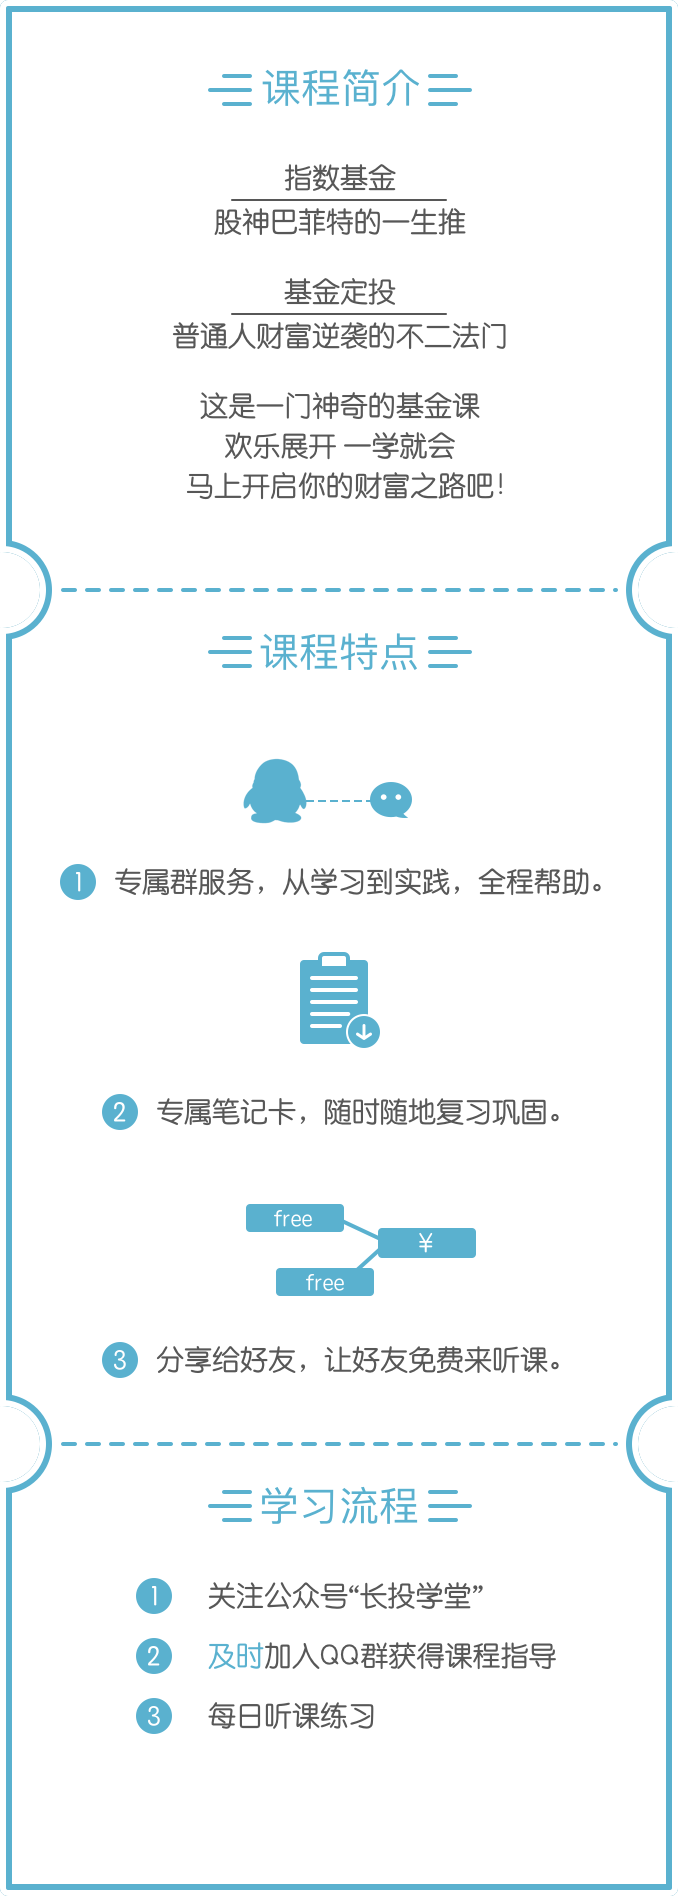 课程简介
指数基金
股神巴菲特的一生推
基金定投
普通人财富逆袭的不二法门
这是一门神奇的基金课
欢乐展开 一学就会
马上开启你的财富之路吧！
课程特点
1 专属群服务，从学习到实践，全程帮助。
2 专属笔记卡，随时随地复习巩固。
free
¥
free
3 分享给好友，让好友免费来听课。
学习流程
1 关注公众号“长投学堂”
2 及时加入QQ群获得课程指导
3 每日听课练习